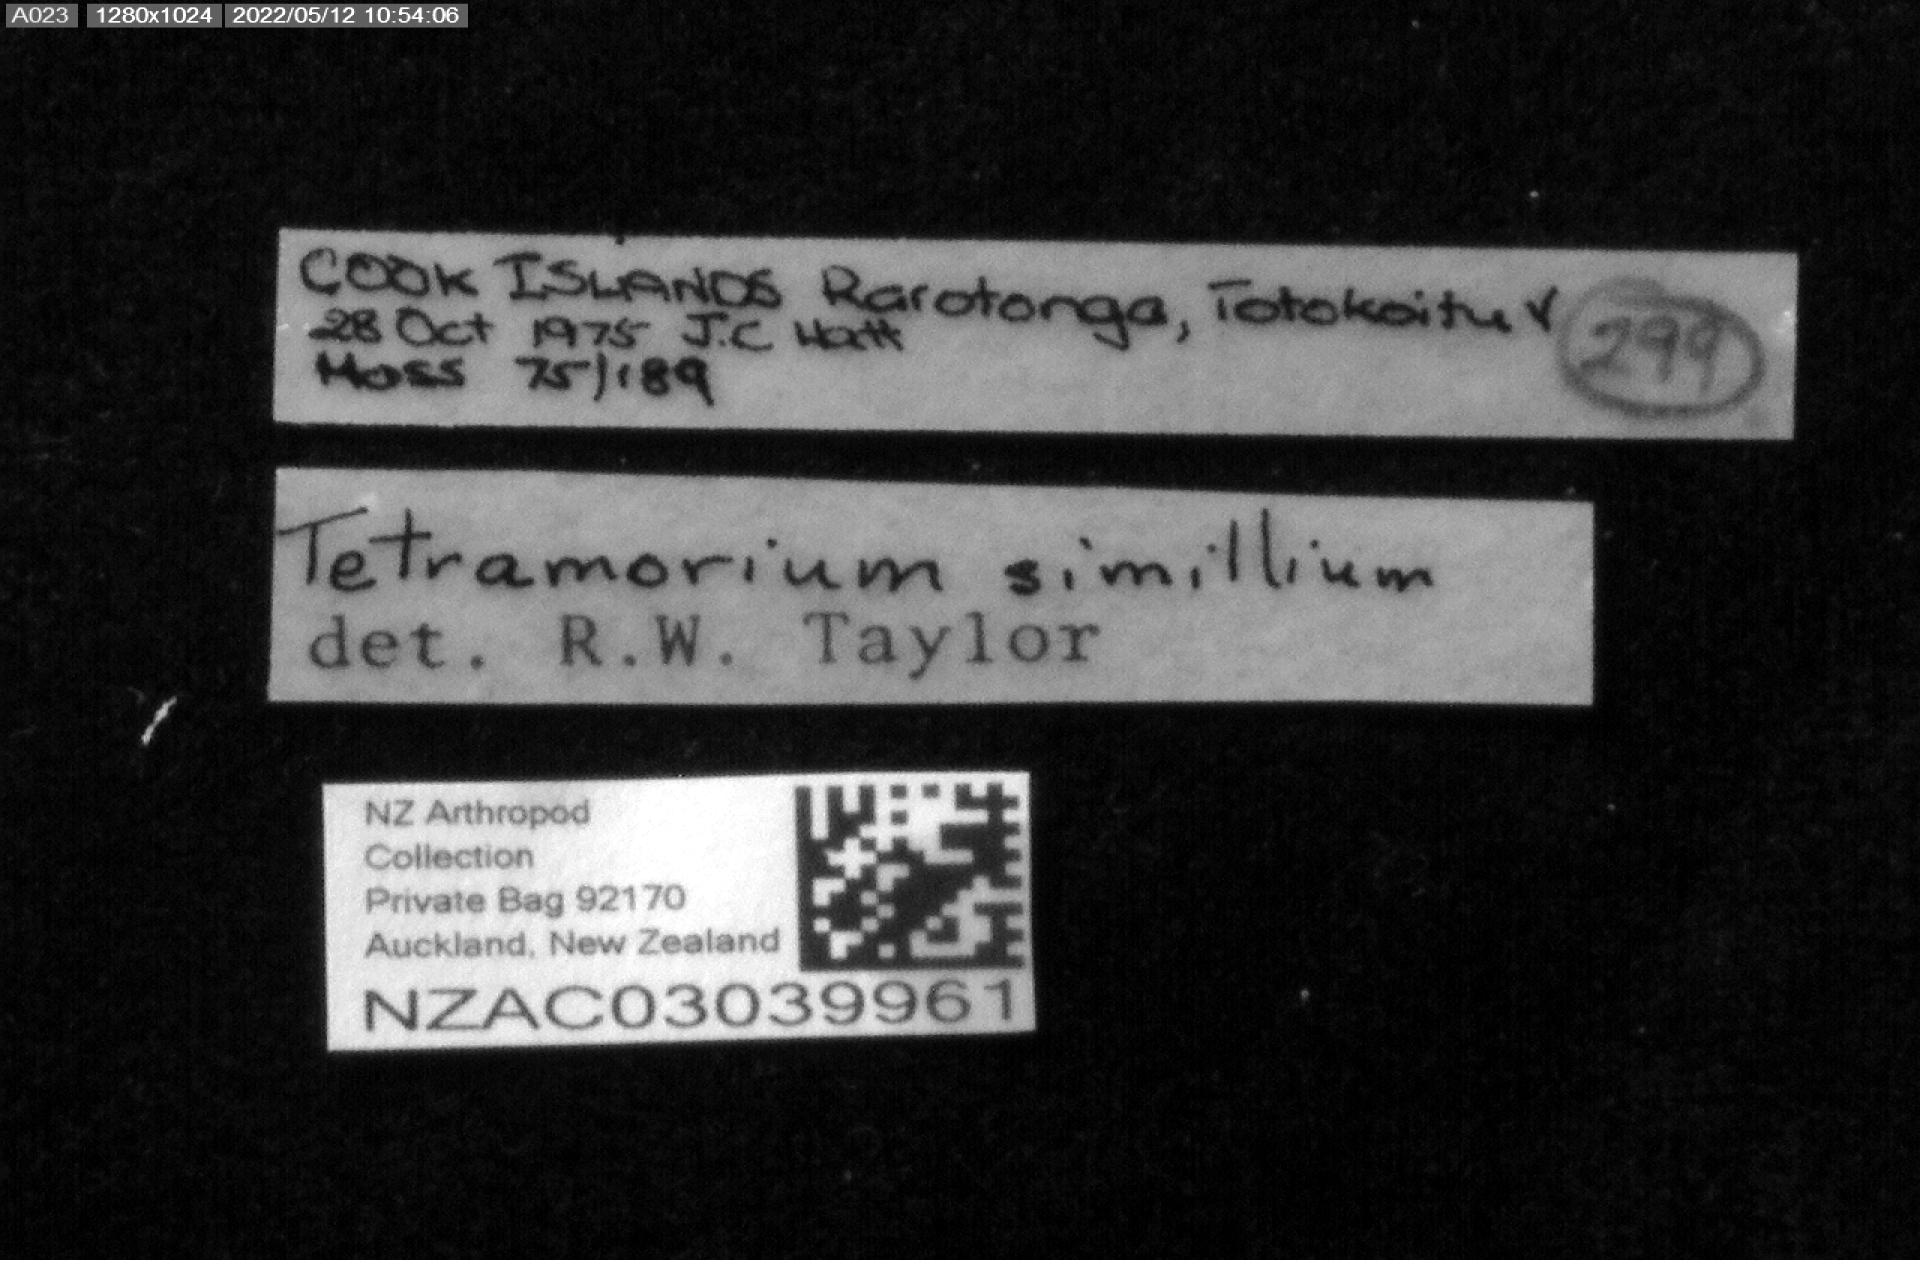 A023 1280x1024 2022/05/12 10:54:06
COOK ISLANDS Rarotonga, Totokoitu V
299
28 Oct 1975 J.C Watt
Moss 75/189
Tetramorium simillium
det. R.W. Taylor
NZ Arthropod
Collection
Private Bag 92170
Auckland, New Zealand
NZAC03039961